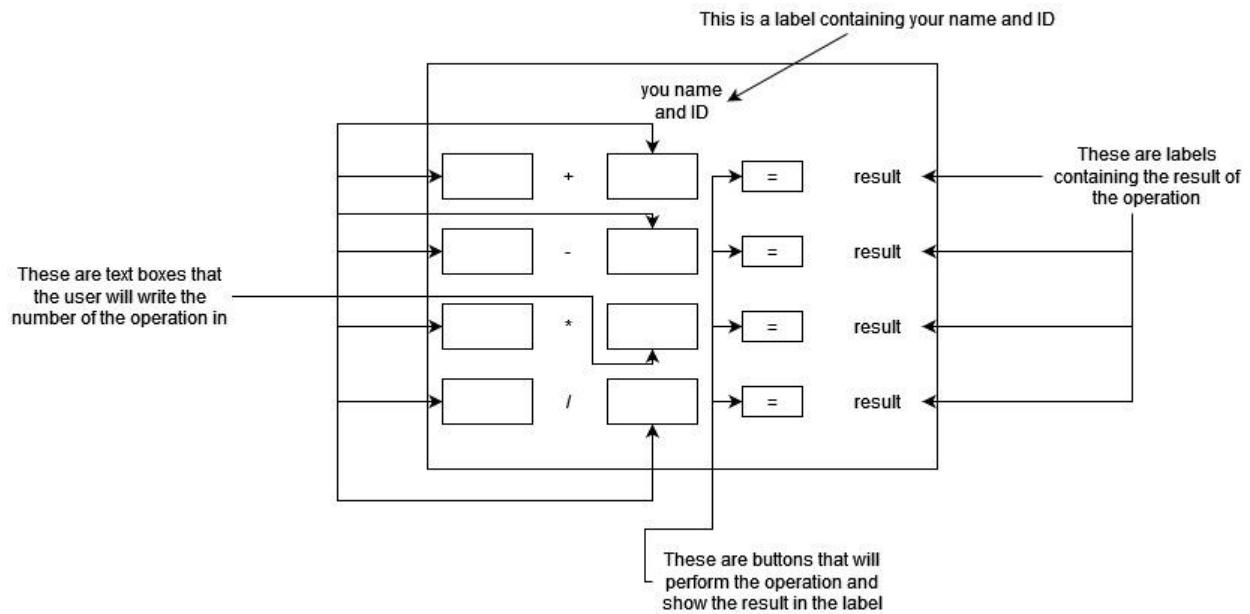 This is a label containing your name and ID
you name
and ID
+ = result
These are labels
containing the result of
the operation
- = result
These are text boxes that
the user will write the
number of the operation in
* = result
/ = result
These are buttons that will
perform the operation and
show the result in the label